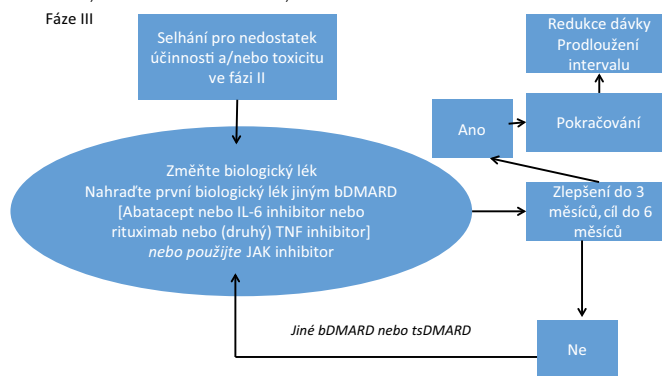 Fáze III
Selhání pro nedostatek
účinnosti a/nebo toxicitu
ve fázi II
Redukce dávky
Prodloužení
intervalu
Ano
Pokračování
Změňte biologický lék
Nahraďte první biologický lék jiným bDMARD
[Abatacept nebo IL-6 inhibitor nebo
rituximab nebo (druhý) TNF inhibitor]
nebo použijte JAK inhibitor
Zlepšení do 3
měsíců, cíl do 6
měsíců
Jiné bDMARD nebo tsDMARD
Ne